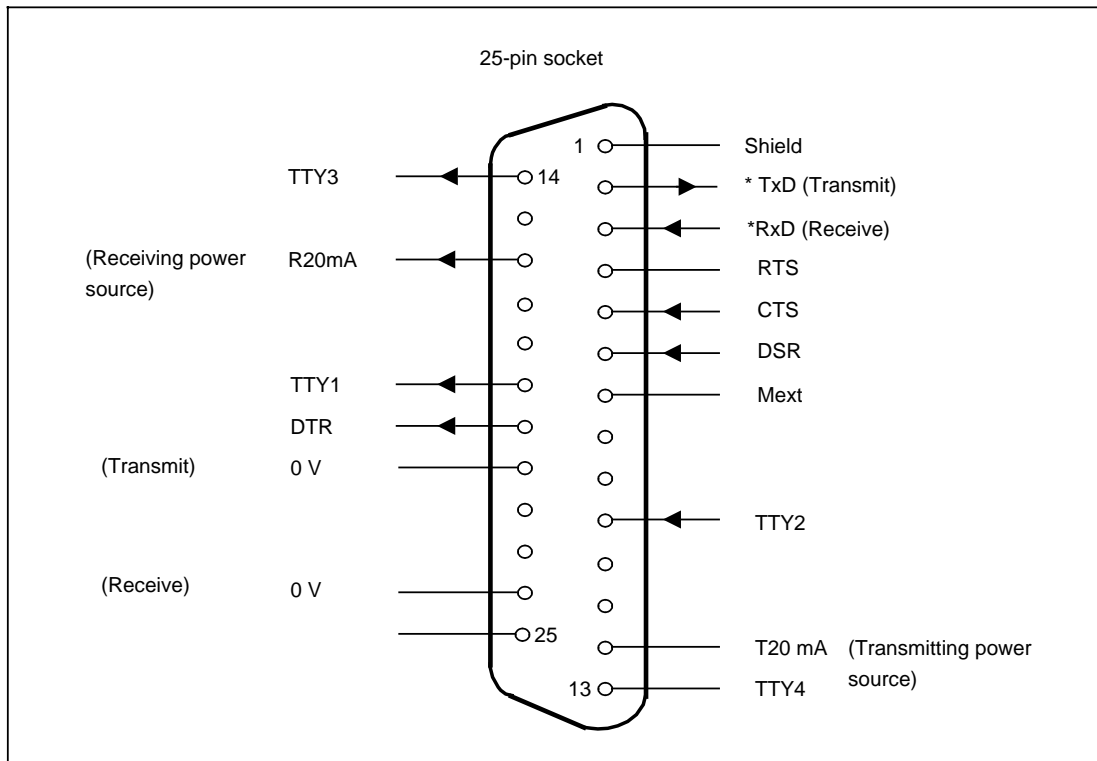 25-pin socket
1 Shield
TTY3 14 * TxD (Transmit)
*RxD (Receive)
(Receiving power source) R20mA RTS
CTS
DSR
TTY1 Mext
DTR
(Transmit) 0 V
TTY2
(Receive) 0 V
25
T20 mA (Transmitting power source)
13 TTY4